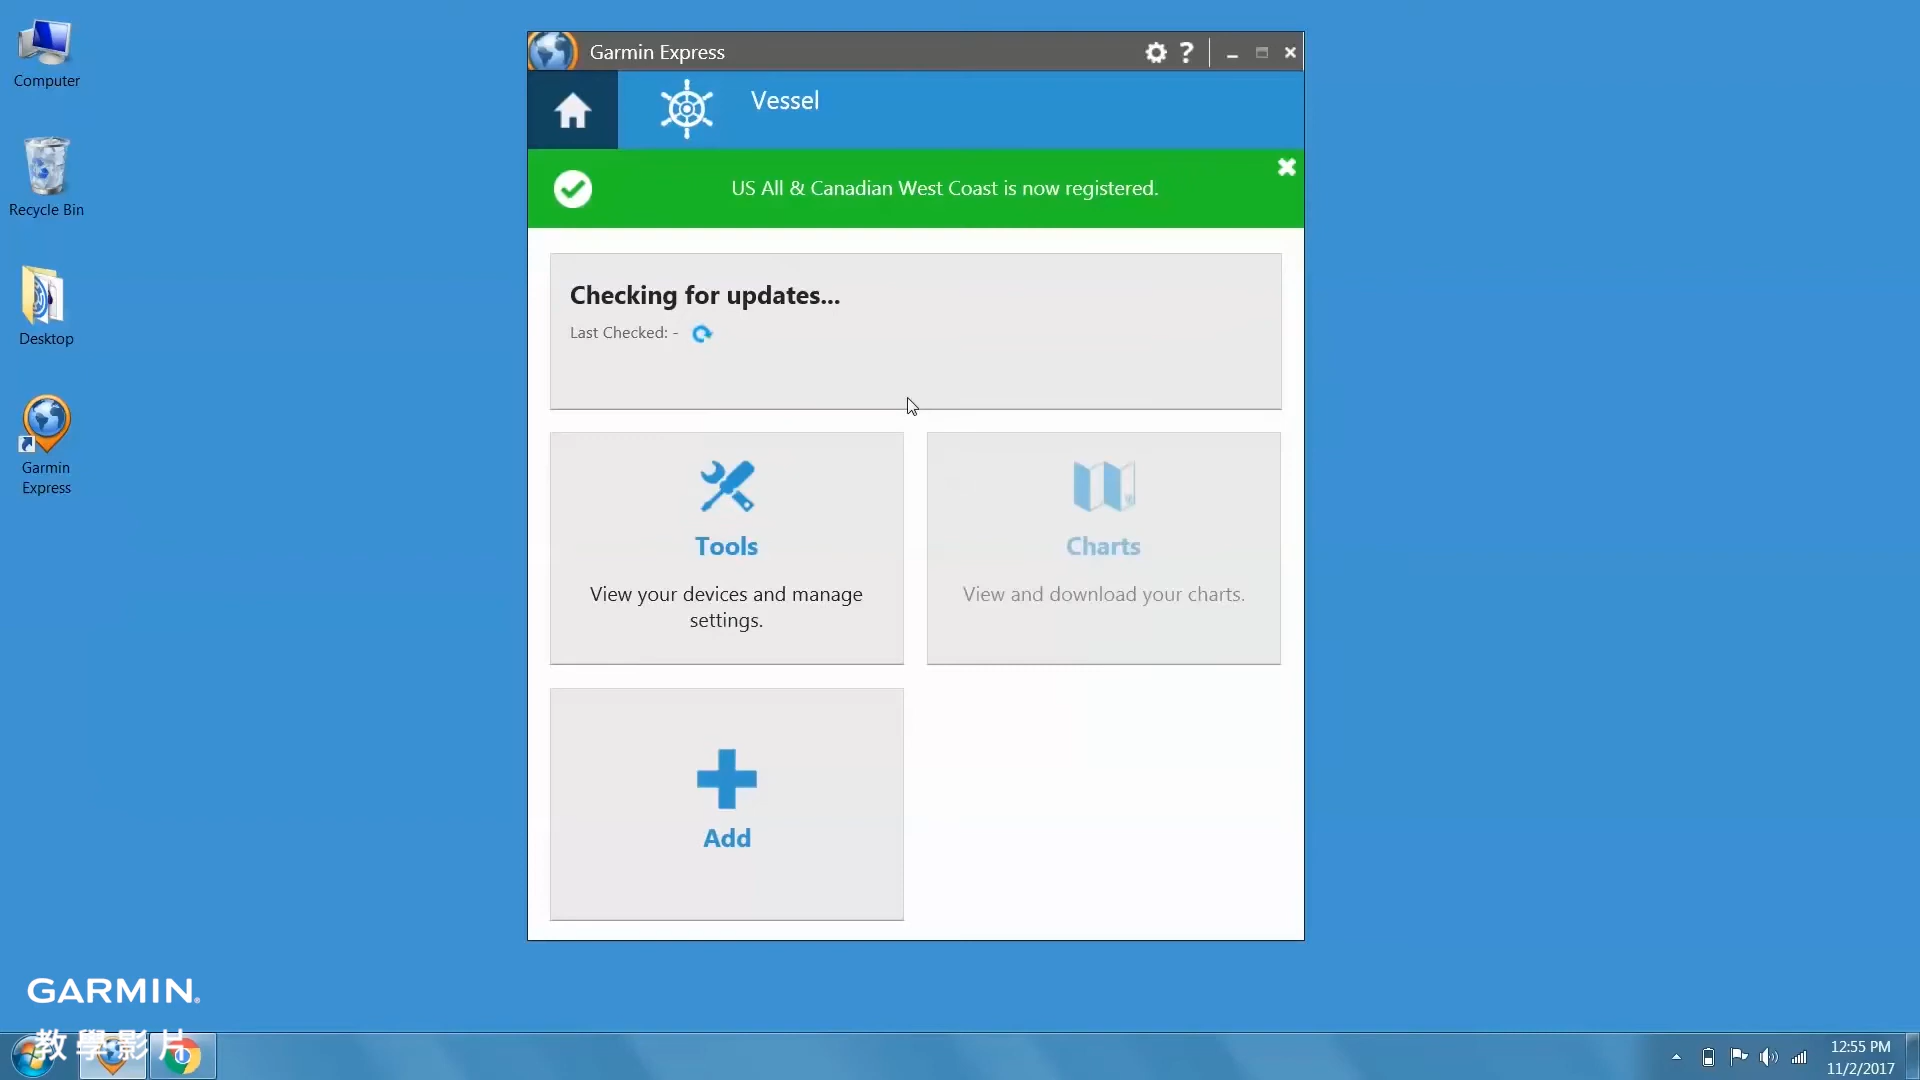 Computer
Recycle Bin
Desktop
Garmin
Express
Garmin Express
Vessel
US All & Canadian West Coast is now registered.
Checking for updates...
Last Checked: -
Tools
View your devices and manage
settings.
Charts
View and download your charts.
Add
GARMIN
教學影片
12:55 PM
11/2/2017